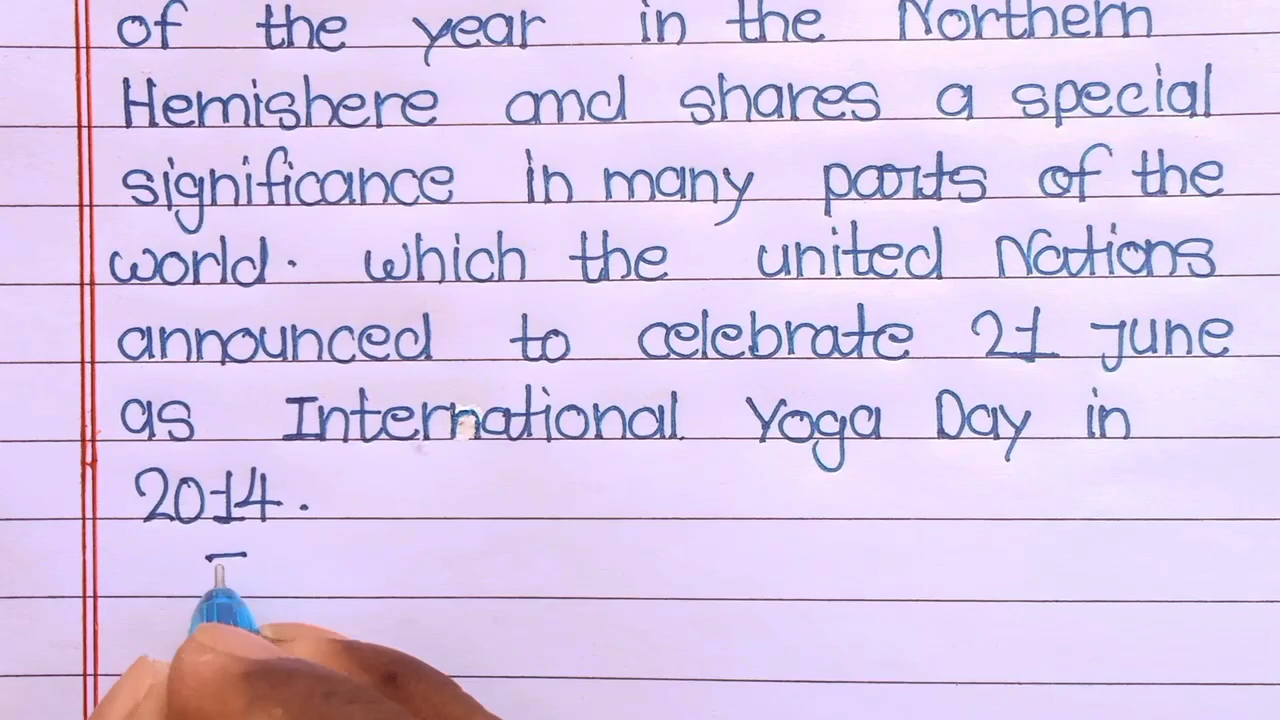 of the year in the Northern
Hemishere and shares a special
significance in many parts of the
world. which the united Nations
announced to celebrate 21 June
as International Yoga Day in
2014.